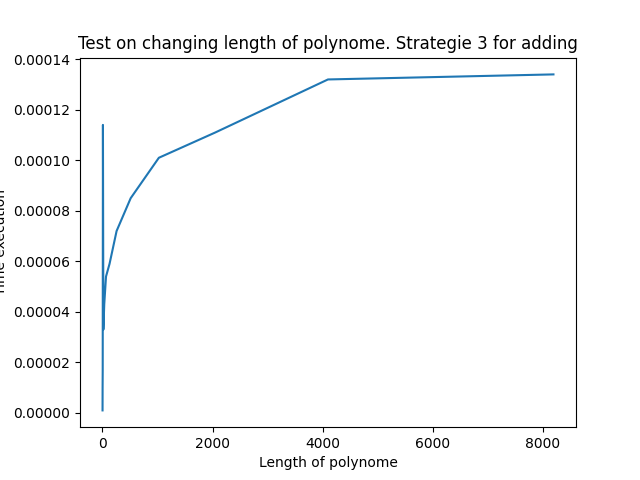 Test on changing length of polynome. Strategie 3 for adding
0.00014
0.00012
0.00010
0.00008
0.00006
0.00004
0.00002
0.00000
execution
0 2000 4000 6000 8000
Length of polynome